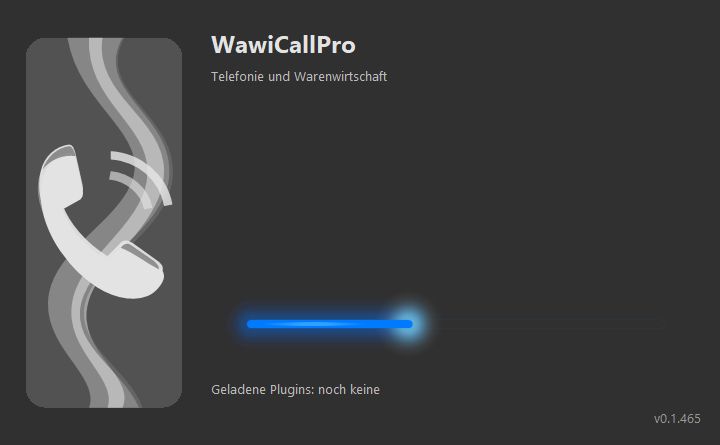 WawiCallPro
Telefonie und Warenwirtschaft
Geladene Plugins: noch keine
v0.1.465